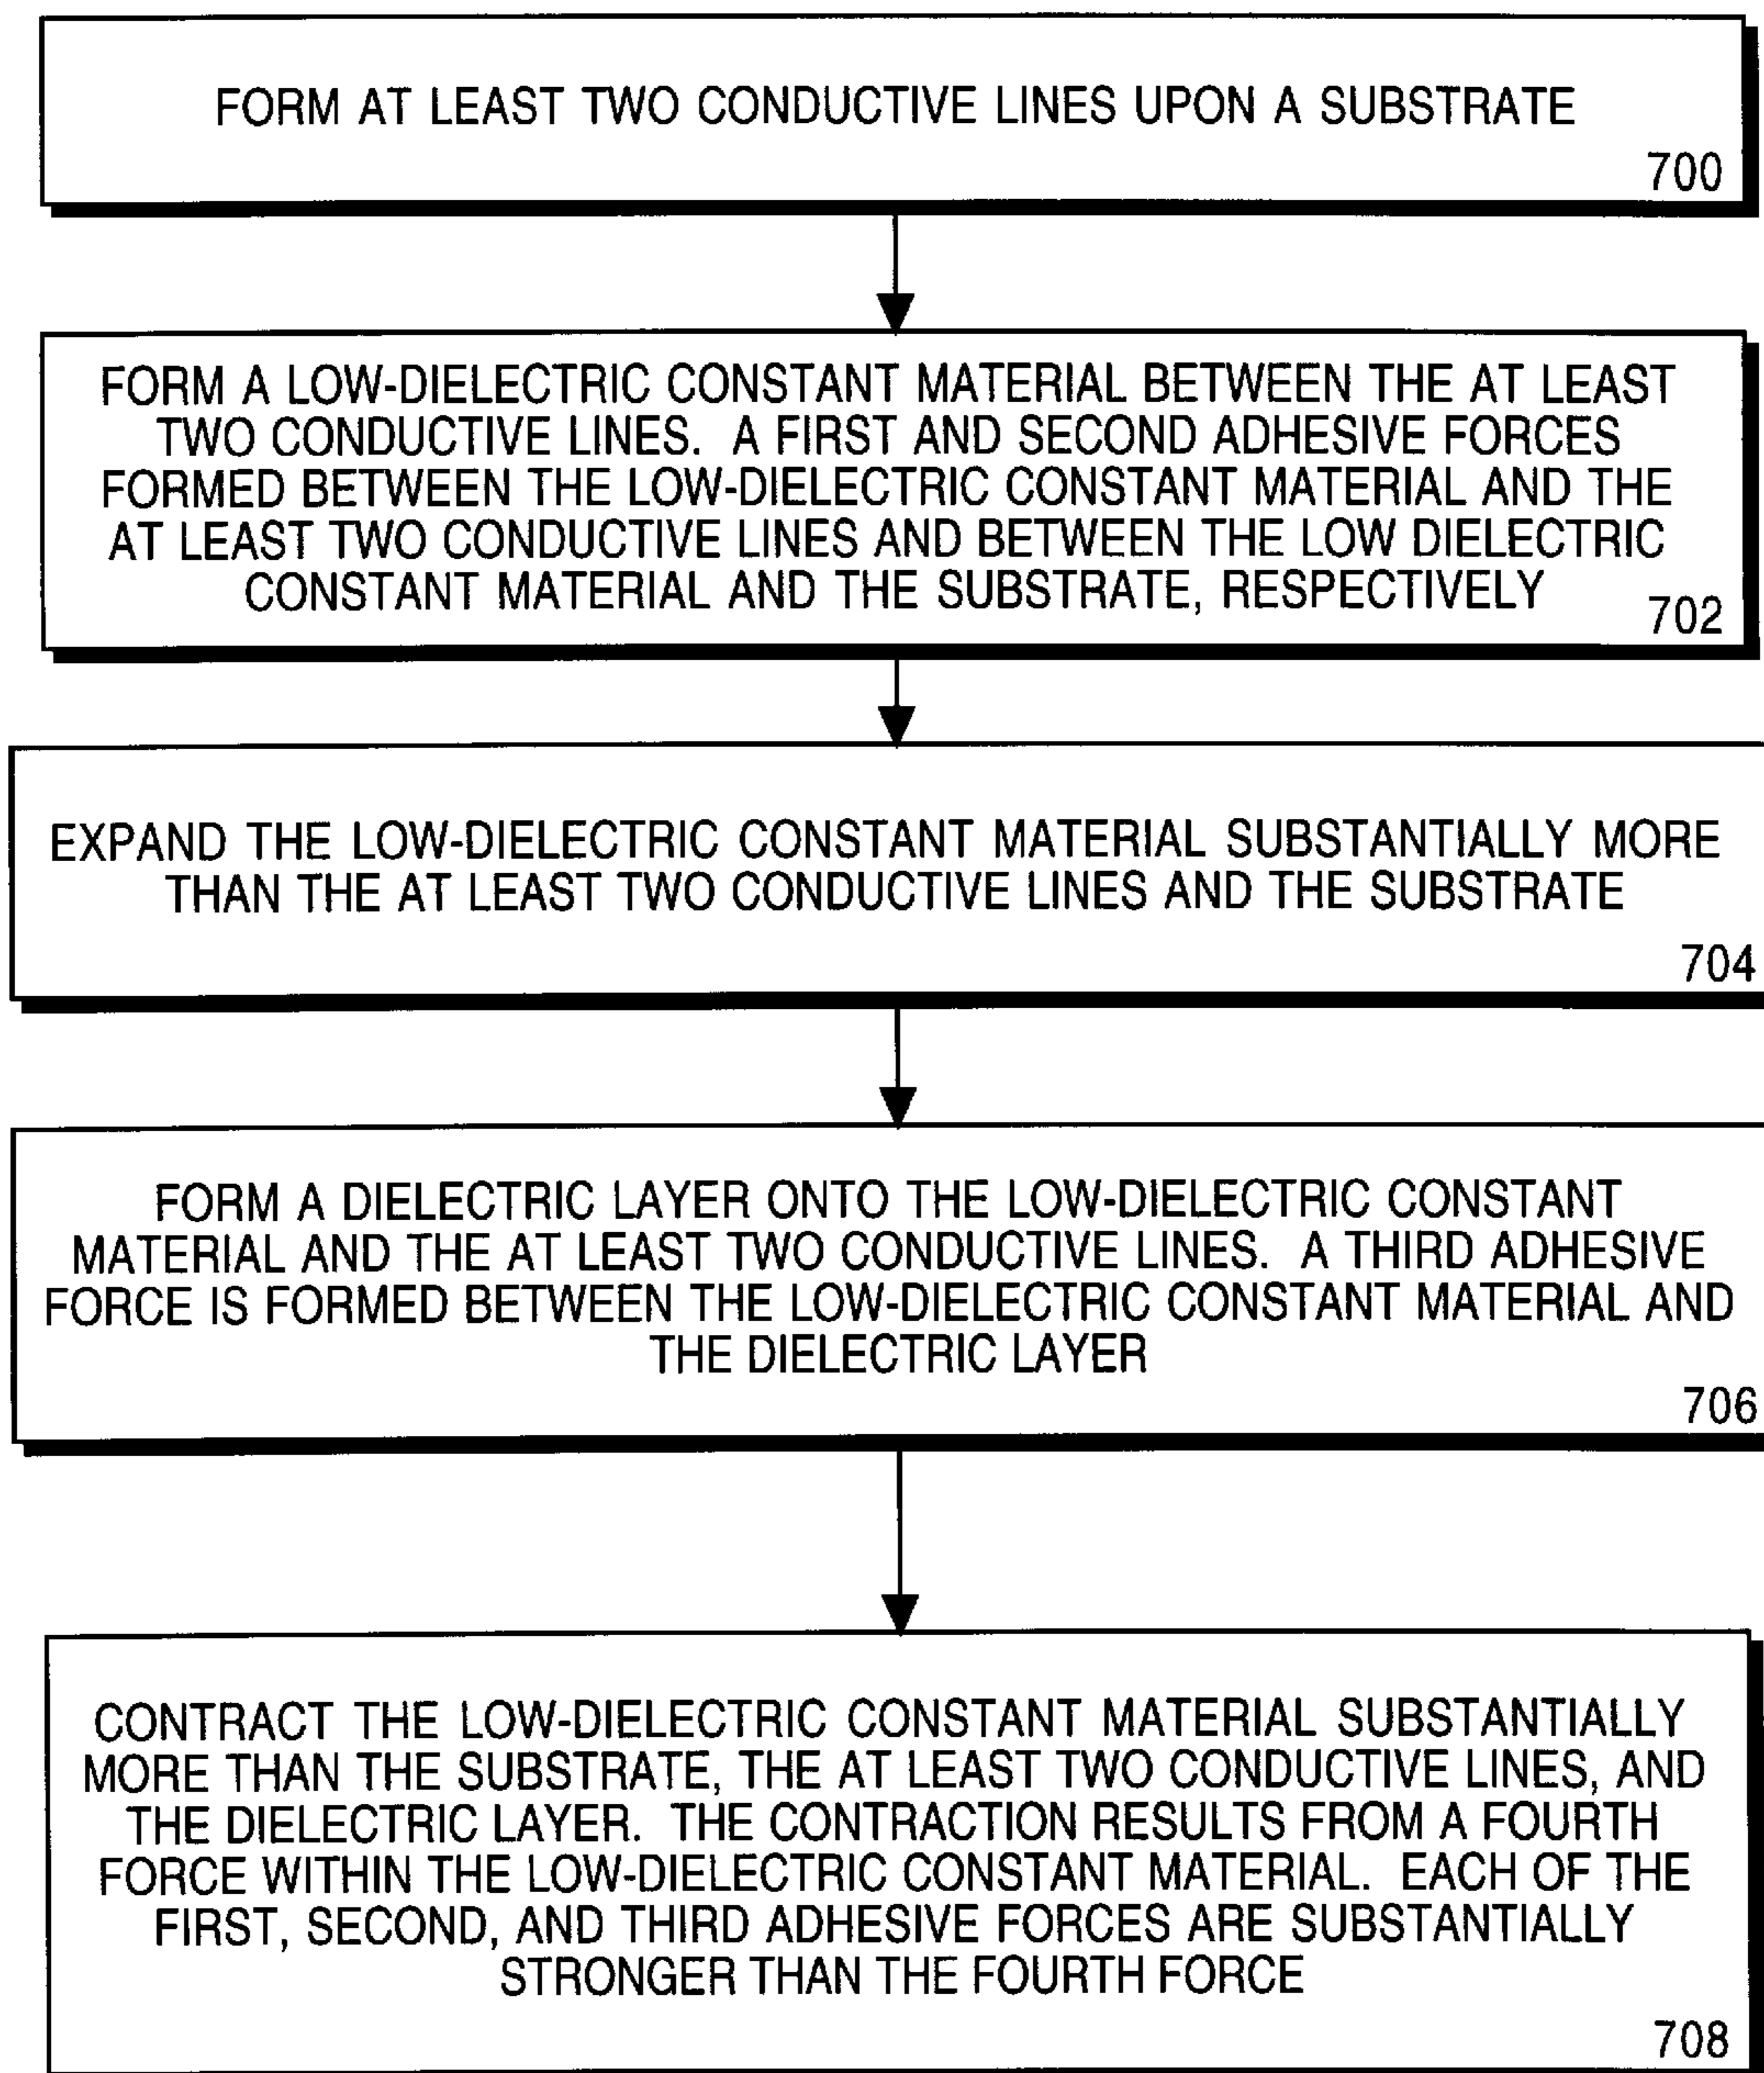 FORM AT LEAST TWO CONDUCTIVE LINES UPON A SUBSTRATE
700
FORM A LOW-DIELECTRIC CONSTANT MATERIAL BETWEEN THE AT LEAST
TWO CONDUCTIVE LINES. A FIRST AND SECOND ADHESIVE FORCES
FORMED BETWEEN THE LOW-DIELECTRIC CONSTANT MATERIAL AND THE
AT LEAST TWO CONDUCTIVE LINES AND BETWEEN THE LOW DIELECTRIC
CONSTANT MATERIAL AND THE SUBSTRATE, RESPECTIVELY
702
EXPAND THE LOW-DIELECTRIC CONSTANT MATERIAL SUBSTANTIALLY MORE
THAN THE AT LEAST TWO CONDUCTIVE LINES AND THE SUBSTRATE
704
FORM A DIELECTRIC LAYER ONTO THE LOW-DIELECTRIC CONSTANT
MATERIAL AND THE AT LEAST TWO CONDUCTIVE LINES. A THIRD ADHESIVE
FORCE IS FORMED BETWEEN THE LOW-DIELECTRIC CONSTANT MATERIAL AND
THE DIELECTRIC LAYER
706
CONTRACT THE LOW-DIELECTRIC CONSTANT MATERIAL SUBSTANTIALLY
MORE THAN THE SUBSTRATE, THE AT LEAST TWO CONDUCTIVE LINES, AND
THE DIELECTRIC LAYER. THE CONTRACTION RESULTS FROM A FOURTH
FORCE WITHIN THE LOW-DIELECTRIC CONSTANT MATERIAL. EACH OF THE
FIRST, SECOND, AND THIRD ADHESIVE FORCES ARE SUBSTANTIALLY
STRONGER THAN THE FOURTH FORCE
708